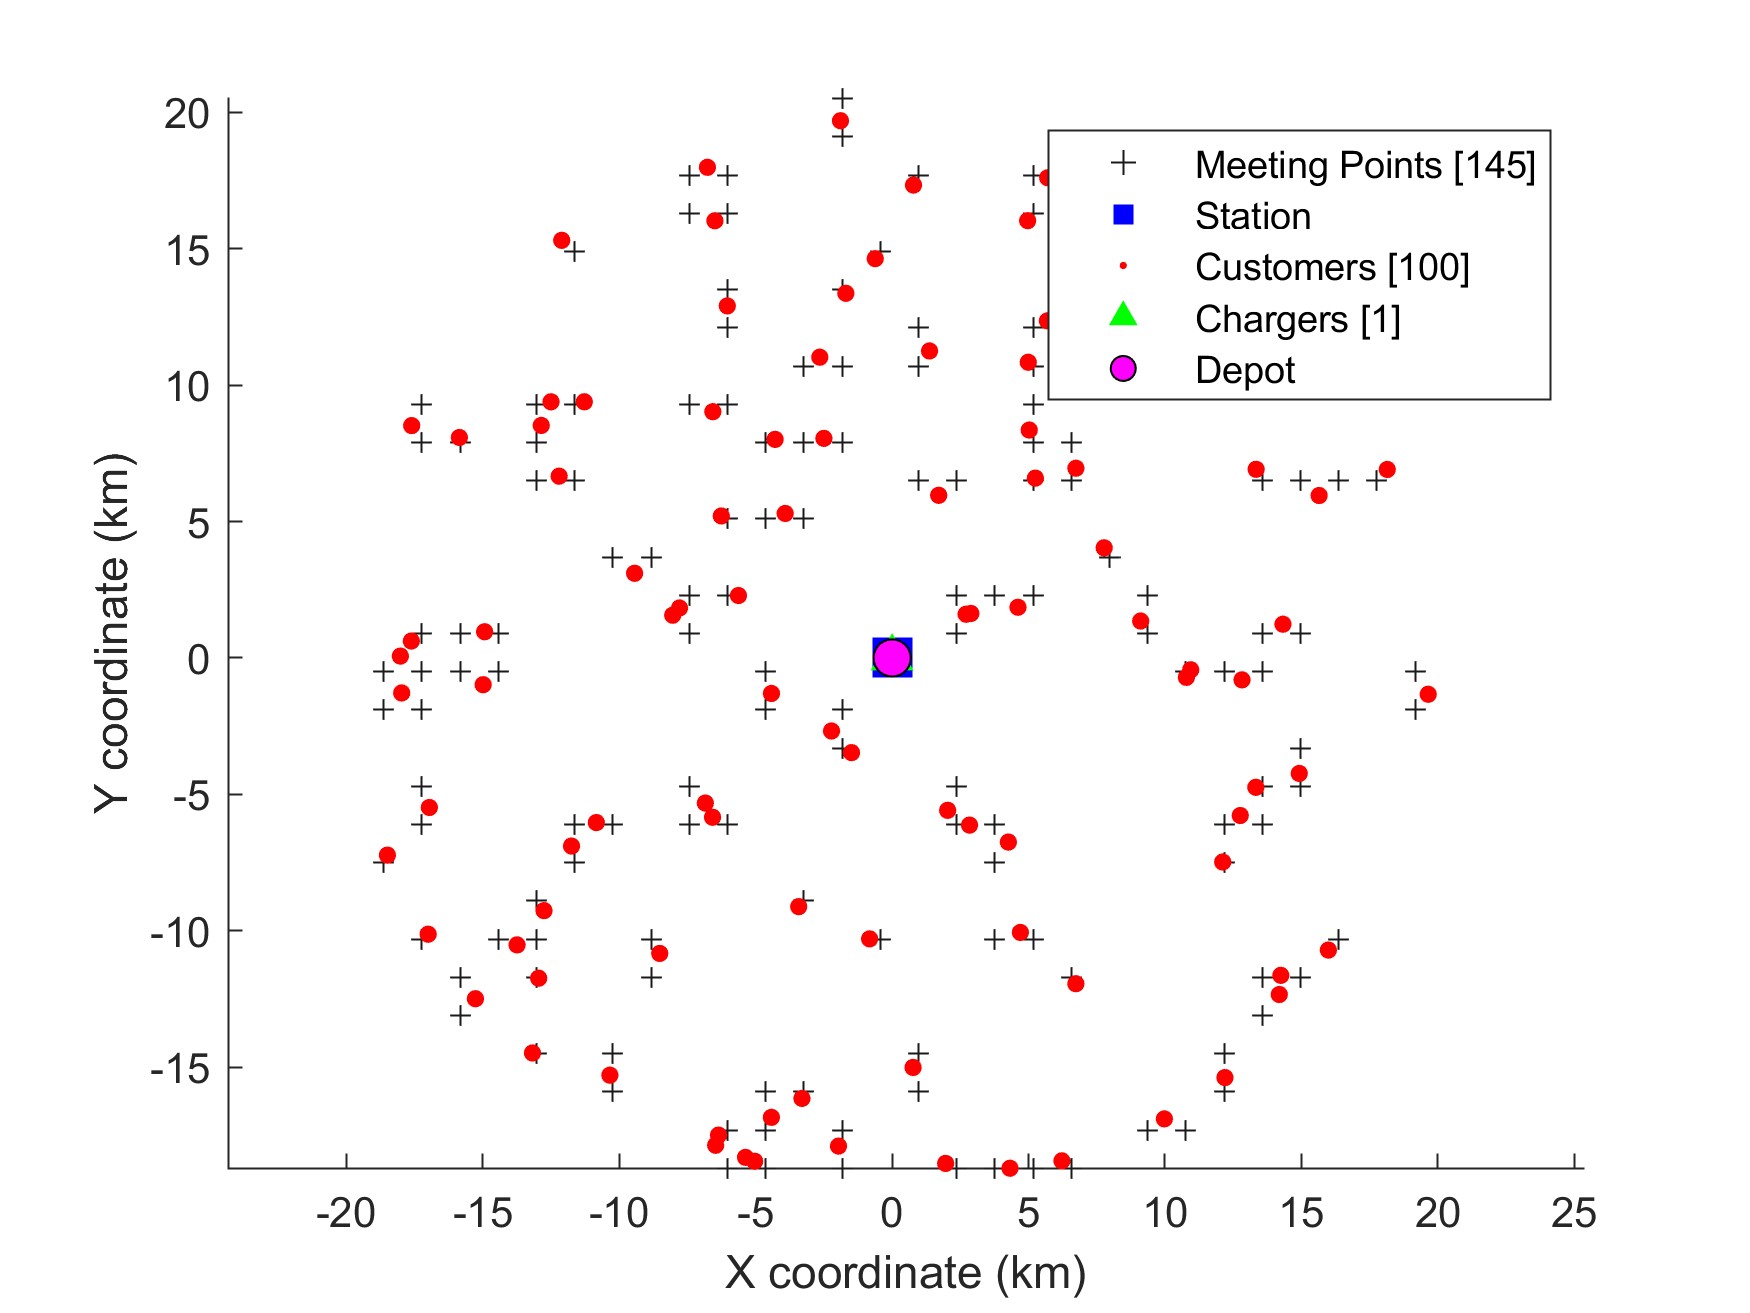 20
15
10
5
0
-5
-10
-15
Y coordinate (km)
Meeting Points [145]
Station
Customers [100]
Chargers [1]
Depot
-20 -15 -10 -5 0 5 10 15 20 25
X coordinate (km)